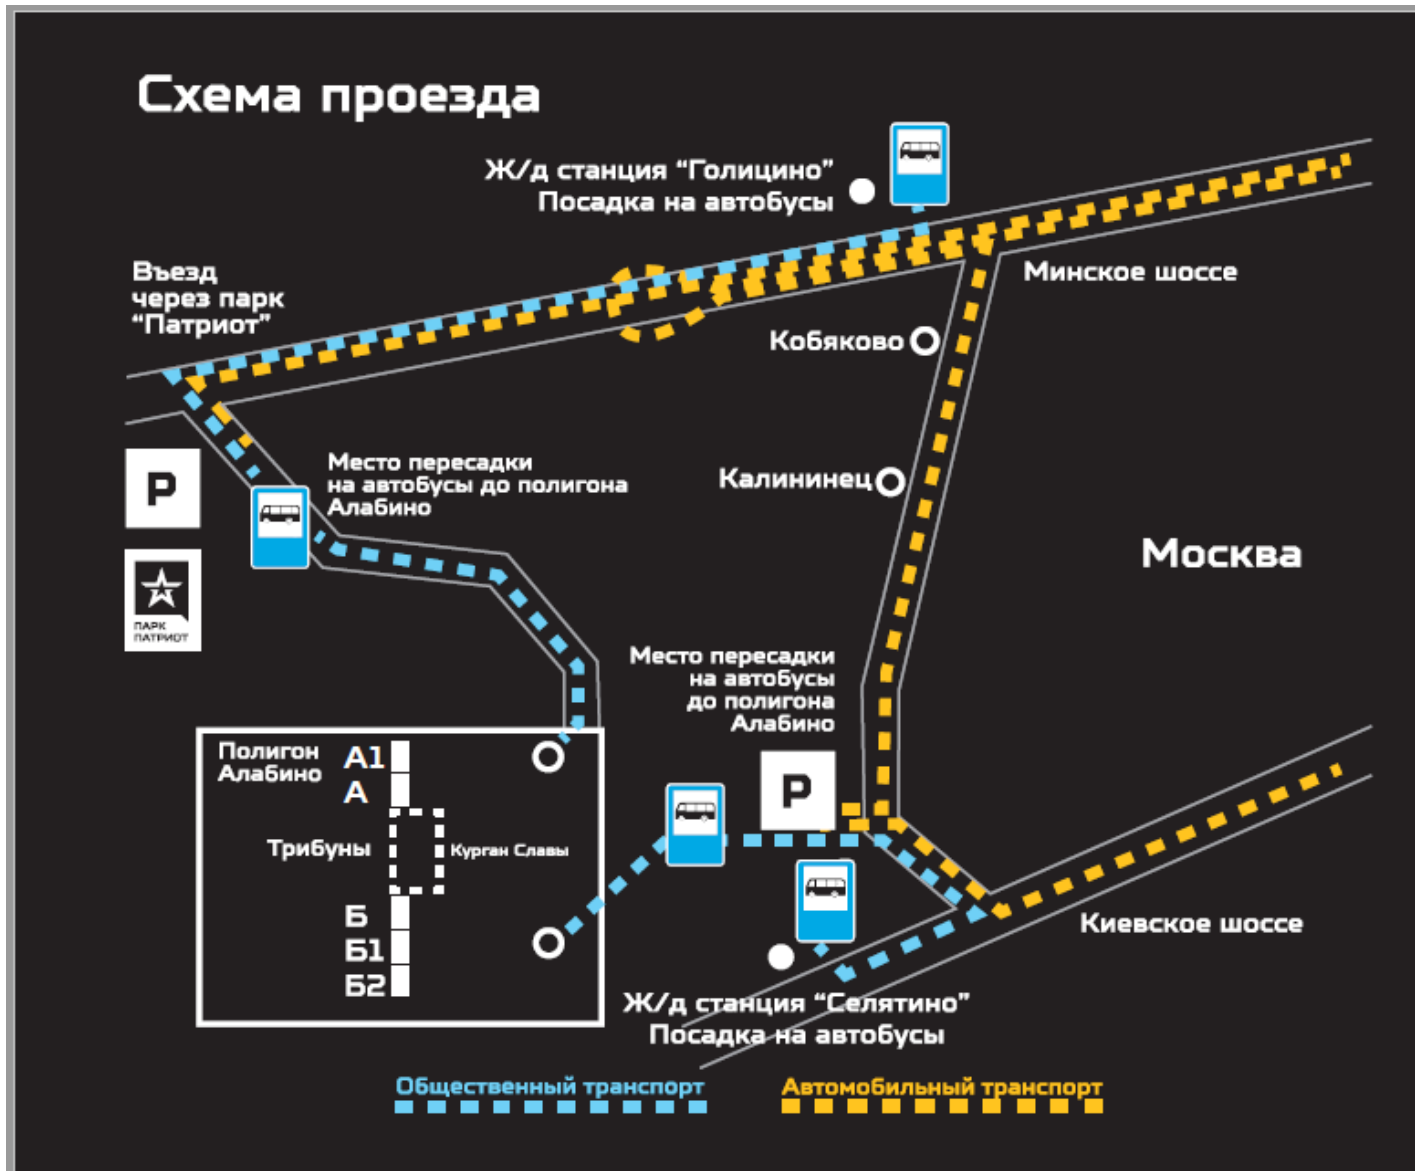 Схема проезда
Ж/д станция “Голицино”
Посадка на автобусы
Минское шоссе
Въезд
через парк
“Патриот”
Кобяково
Место пересадки
на автобусы до полигона
Алабино
P
Калининец
Москва
ПАРК
ПАТРИОТ
Место пересадки
на автобусы
до полигона
Алабино
P
Полигон
Алабино
А1
А
Трибуны
Курган Славы
Б
Б1
Б2
Киевское шоссе
Ж/д станция “Селятино”
Посадка на автобусы
Общественный транспорт
Автомобильный транспорт